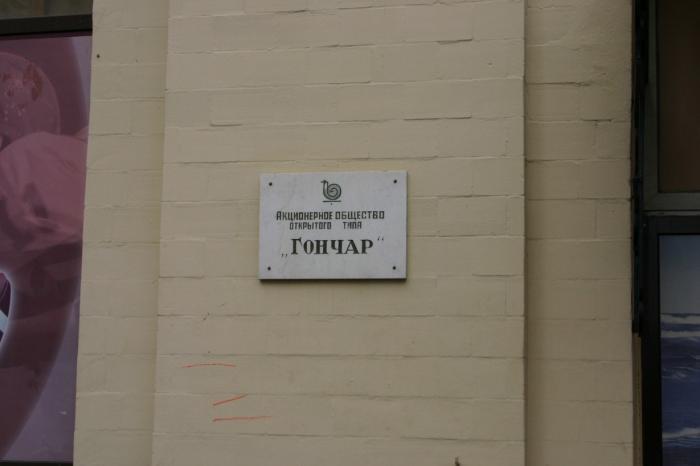 Акционерное общество
открытого типа
„Гончар“